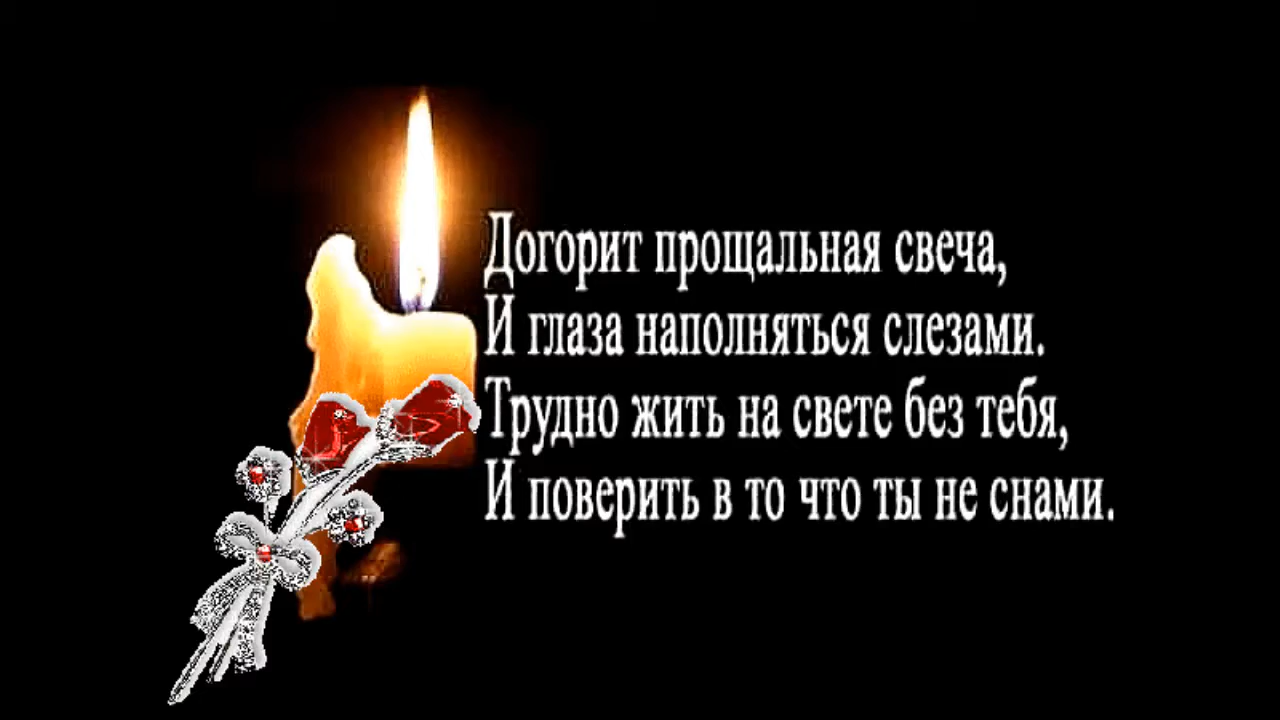 Догорит прощальная свеча,
И глаза наполняться слезами.
Трудно жить на свете без тебя,
И поверить в то что ты не снами.